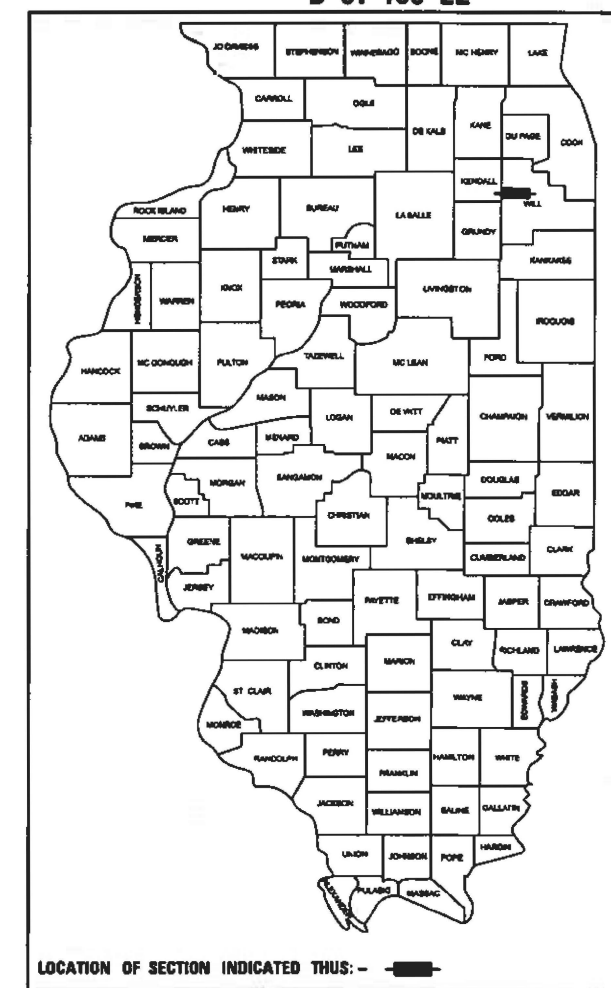 JO DAVIESS STEPHENSON WINNEBAGO BOONE MC HENRY LAKE
CARROLL OGLE DE KALB KANE DU PAGE COOK
WHITESIDE LEE KENDALL WILL
ROCK ISLAND HENRY BUREAU LA SALLE GRUNDY
MERCER PUTNAM KANKAKEE
STARK MARSHALL
HENDERSON WARREN KNOX PEORIA WOODFORD LIVINGSTON IROQUOIS
HANCOCK MC DONOUGH FULTON TAZEWELL MC LEAN FORD
MASON
SCHUYLER LOGAN DE WITT CHAMPAIGN VERMILION
ADAMS BROWN CASS MENARD MACON PIATT
MORGAN SANGAMON DOUGLAS EDGAR
PIKE SCOTT CHRISTIAN MOULTRIE COLES
GREENE MACOUPIN MONTGOMERY SHELBY CUMBERLAND CLARK
CALHOUN JERSEY FAYETTE EFFINGHAM JASPER CRAWFORD
MADISON BOND CLAY RICHLAND LAWRENCE
CLINTON MARION
ST CLAIR WASHINGTON JEFFERSON WAYNE EDWARDS WABASH
MONROE
RANDOLPH PERRY HAMILTON WHITE
FRANKLIN
JACKSON WILLIAMSON SALINE GALLATIN
UNION JOHNSON POPE HARDIN
ALEXANDER PULASKI MASSAC
LOCATION OF SECTION INDICATED THUS: -